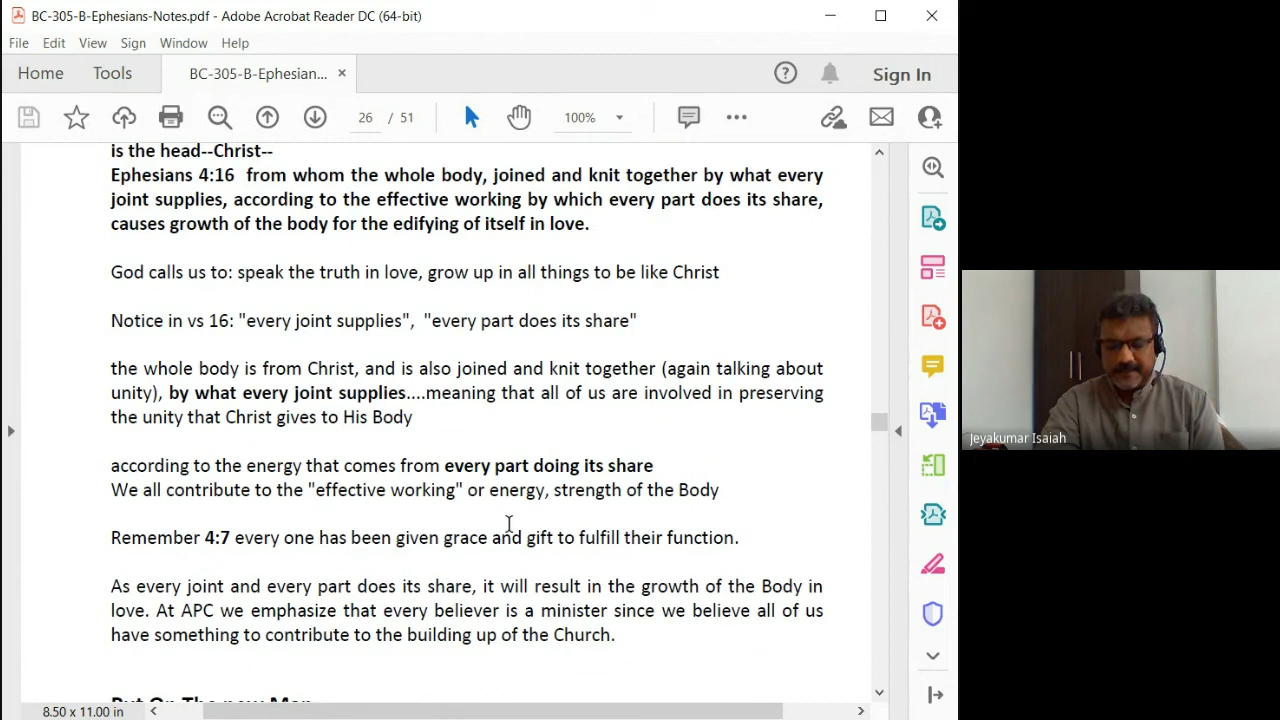 BC-305-B-Ephesians-Notes.pdf - Adobe Acrobat Reader DC (64-bit)
File Edit View Sign Window Help
Home Tools BC-305-B-Ephesian... × Sign In
26 / 51 100%
is the head--Christ--
Ephesians 4:16 from whom the whole body, joined and knit together by what every
joint supplies, according to the effective working by which every part does its share,
causes growth of the body for the edifying of itself in love.
God calls us to: speak the truth in love, grow up in all things to be like Christ
Notice in vs 16: "every joint supplies", "every part does its share"
the whole body is from Christ, and is also joined and knit together (again talking about
unity), by what every joint supplies....meaning that all of us are involved in preserving
the unity that Christ gives to His Body
according to the energy that comes from every part doing its share
We all contribute to the "effective working" or energy, strength of the Body
Remember 4:7 every one has been given grace and gift to fulfill their function.
As every joint and every part does its share, it will result in the growth of the Body in
love. At APC we emphasize that every believer is a minister since we believe all of us
have something to contribute to the building up of the Church.
Put On The new Man
8.50 x 11.00 in
Jeyakumar Isaiah